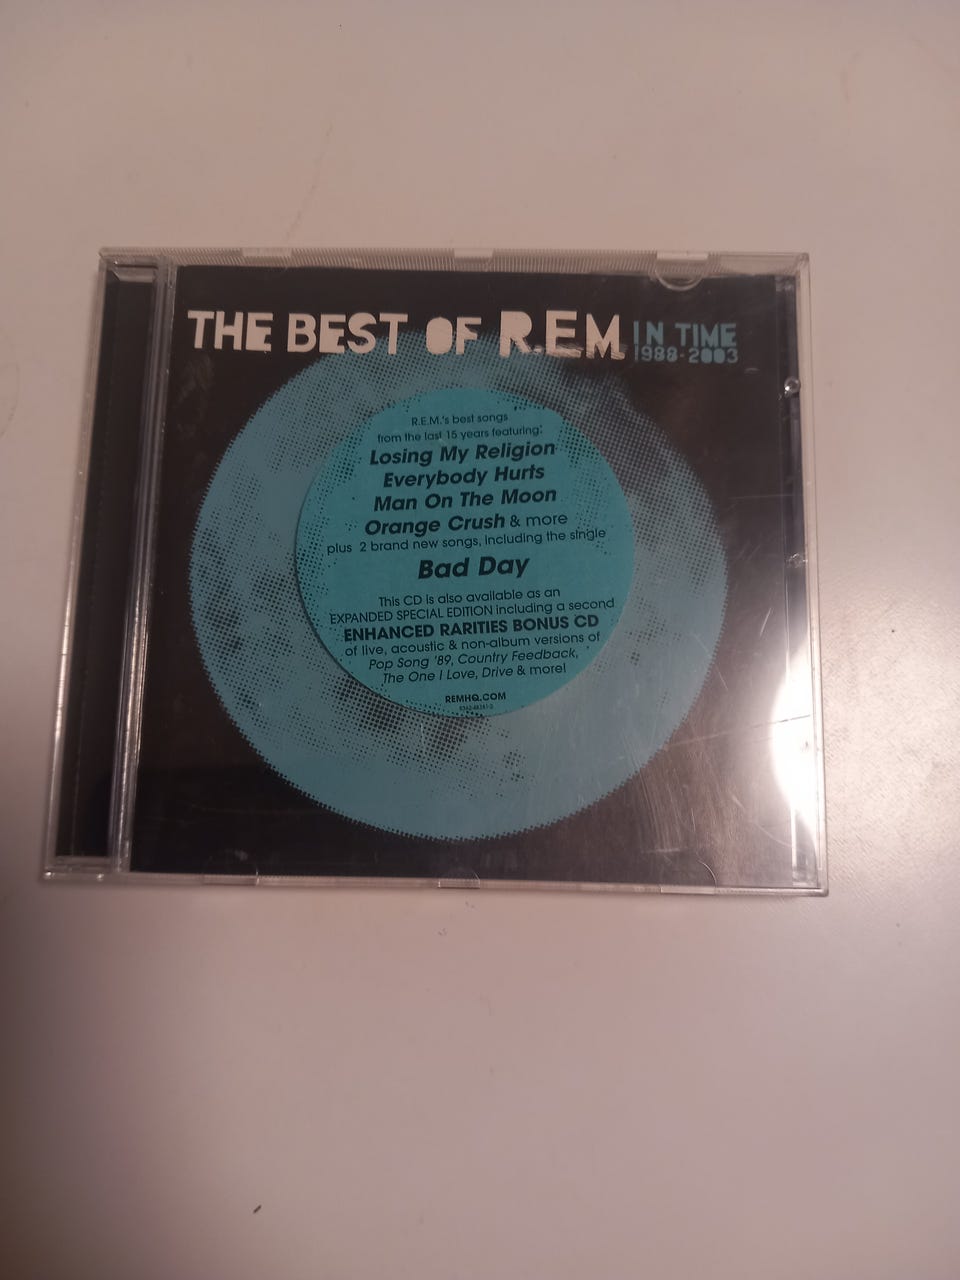 THE BEST OF R.E.M. IN TIME
1988-2003
R.E.M.'s best songs
from the last 15 years featuring:
Losing My Religion
Everybody Hurts
Man On The Moon
Orange Crush & more
plus 2 brand new songs, including the single
Bad Day
This CD is also available as an
EXPANDED SPECIAL EDITION including a second
ENHANCED RARITIES BONUS CD
of live, acoustic & non-album versions of
Pop Song '89, Country Feedback,
The One I Love, Drive & more!
REMHQ.COM